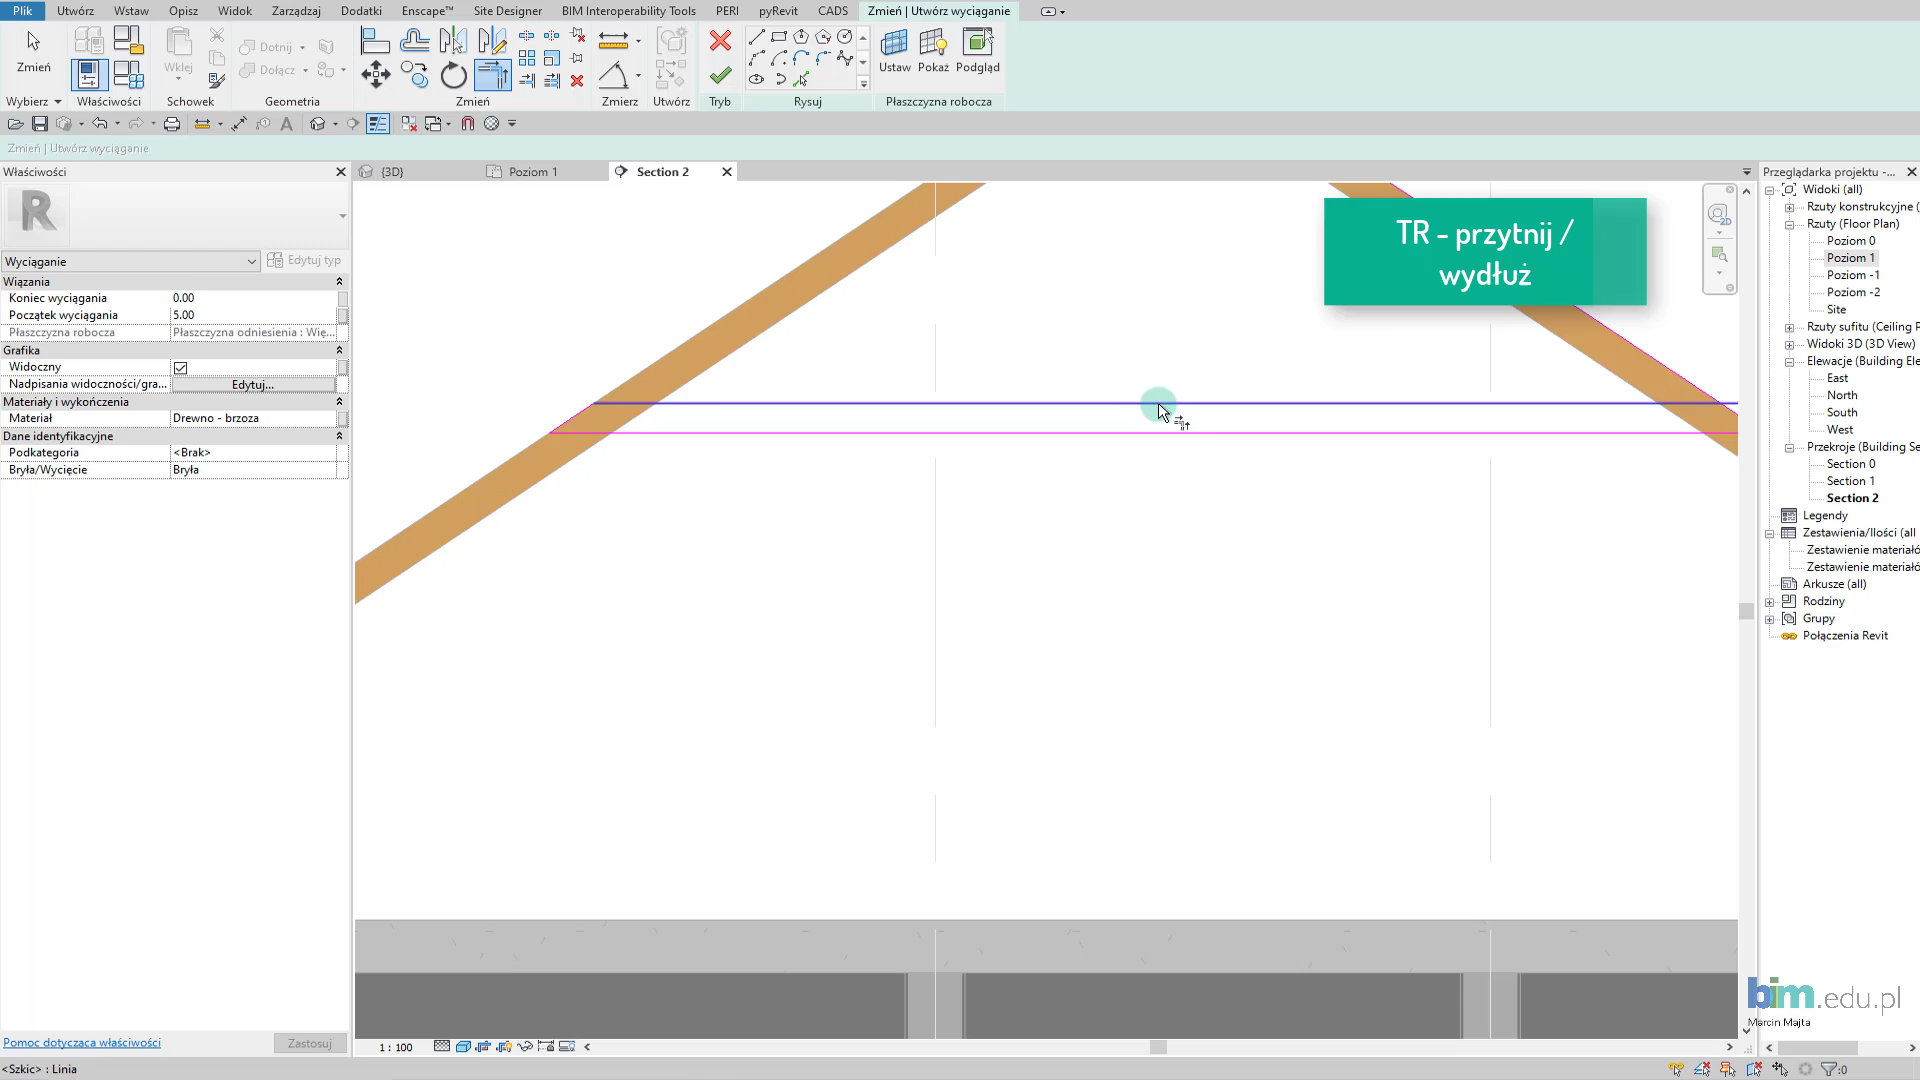 Plik Utwórz Wstaw Opisz Widok Zarządzaj Dodatki Enscape™ Site Designer BIM Interoperability Tools PERI pyRevit CADS Zmień | Utwórz wyciąganie
Zmień Wklej Dotnij Dołącz Ustaw Pokaż Podgląd
Wybierz Właściwości Schowek Geometria Zmień Zmierz Utwórz Tryb Rysuj Płaszczyzna robocza
Zmień | Utwórz wyciąganie
Właściwości
{3D} Poziom 1 Section 2
Przeglądarka projektu -...
R
Wyciąganie Edytuj typ
Wiązania
Koniec wyciągania 0.00
Początek wyciągania 5.00
Płaszczyzna robocza Płaszczyzna odniesienia : Wię...
Grafika
Widoczny
Nadpisania widoczności/gra... Edytuj...
Materiały i wykończenia
Materiał Drewno - brzoza
Dane identyfikacyjne
Podkategoria <Brak>
Bryła/Wycięcie Bryła
TR - przytnij /
wydłuż
2D
Widoki (all)
Rzuty konstrukcyjne (
Rzuty (Floor Plan)
Poziom 0
Poziom 1
Poziom -1
Poziom -2
Site
Rzuty sufitu (Ceiling P
Widoki 3D (3D View)
Elewacje (Building Ele
East
North
South
West
Przekroje (Building Se
Section 0
Section 1
Section 2
Legendy
Zestawienia/Ilości (all
Zestawienie materiałó
Zestawienie materiałó
Arkusze (all)
Rodziny
Grupy
Połączenia Revit
bim.edu.pl
Marcin Majta
Pomoc dotycząca właściwości Zastosuj
1 : 100
<Szkic> : Linia
:0